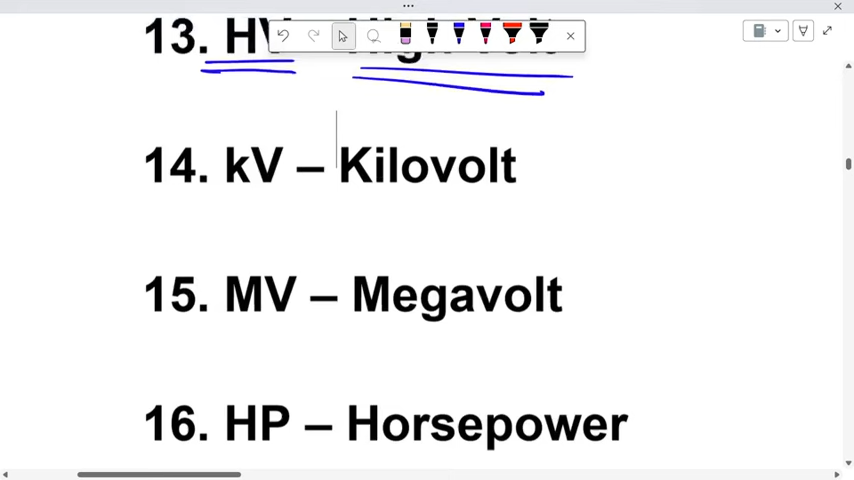 13. HV
14. kV – Kilovolt
15. MV – Megavolt
16. HP – Horsepower